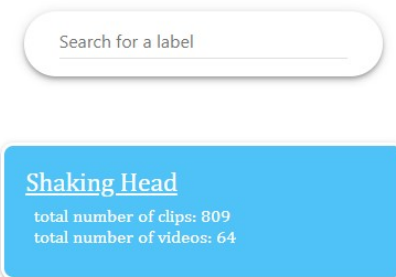 Search for a label
Shaking Head
total number of clips: 809
total number of videos: 64